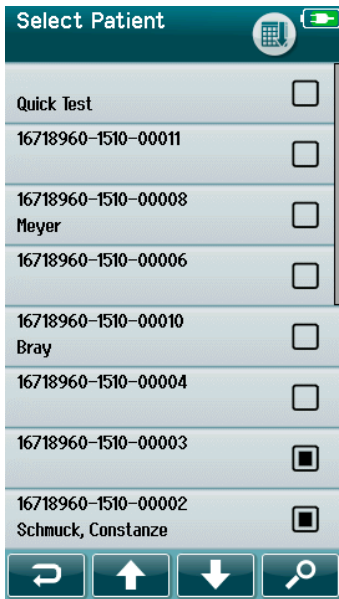 Select Patient
Quick Test
16718960-1510-00011
16718960-1510-00008
Meyer
16718960-1510-00006
16718960-1510-00010
Bray
16718960-1510-00004
16718960-1510-00003
16718960-1510-00002
Schmuck, Constanze